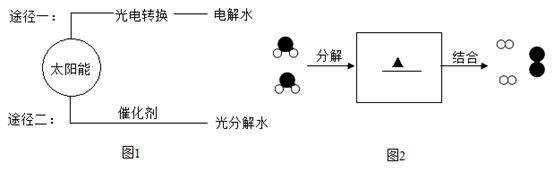 途径一： 光电转换 电解水
太阳能
途径二： 催化剂 光分解水
图1
分解 结合
图2